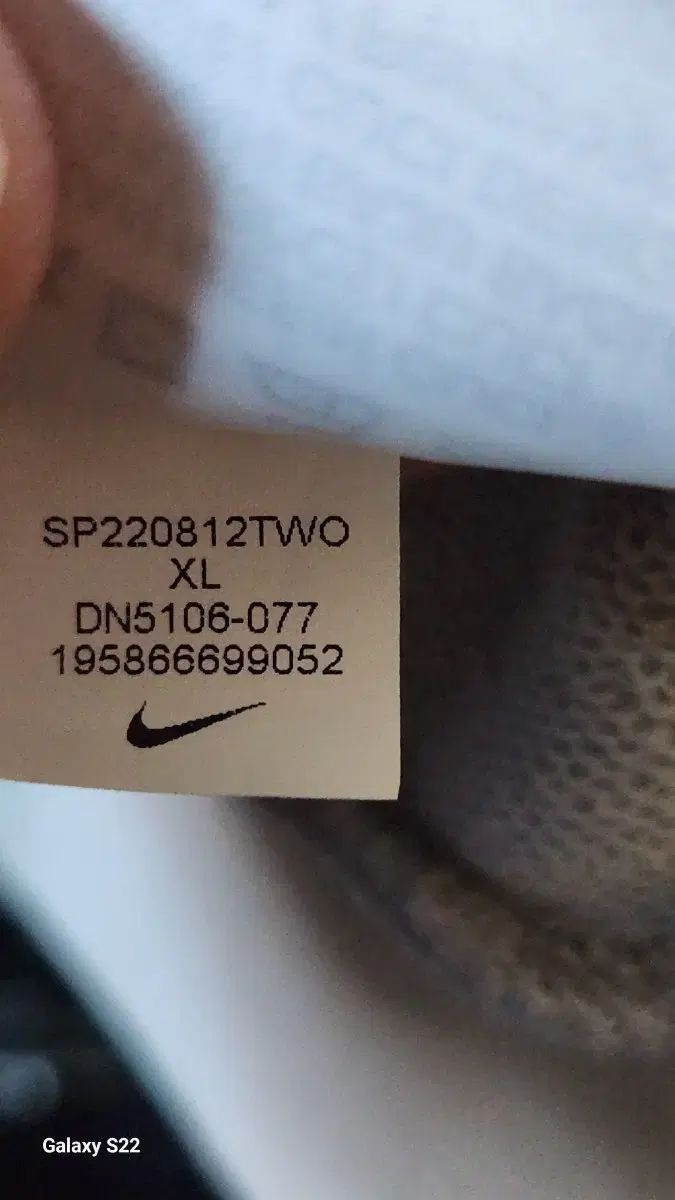 SP220812TWO
XL
DN5106-077
195866699052
Galaxy S22